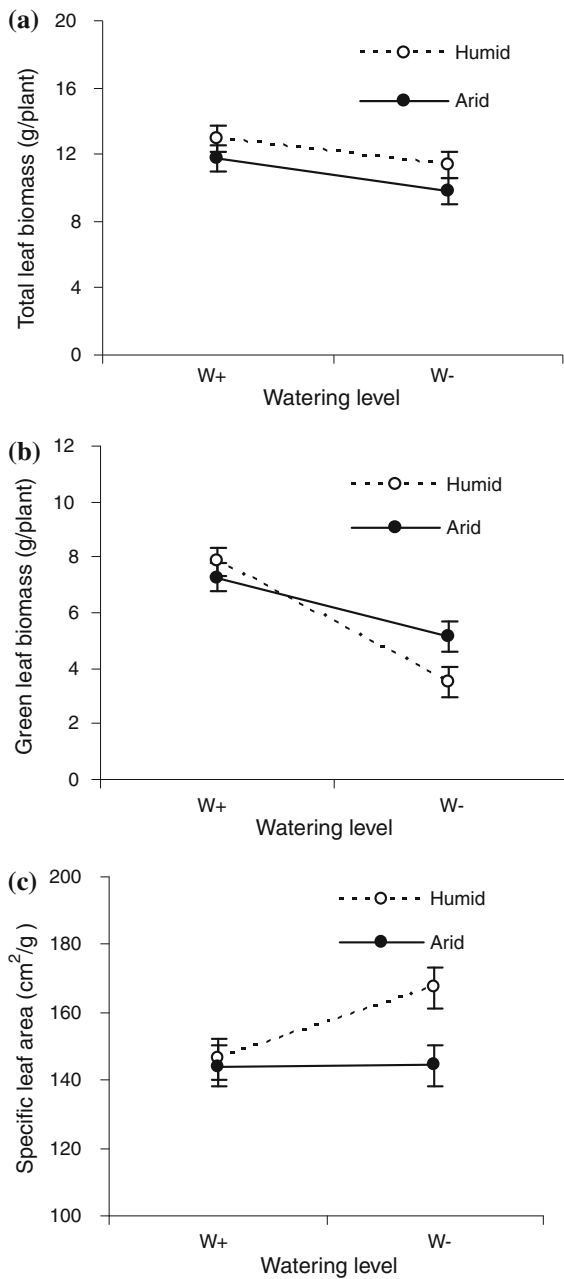 (a)
20
16
12
8
4
0
Total leaf biomass (g/plant)
Humid
Arid
W+ W-
Watering level
(b)
12
10
8
6
4
2
0
Green leaf biomass (g/plant)
Humid
Arid
W+ W-
Watering level
(c)
200
180
160
140
120
100
Specific leaf area (cm²/g)
Humid
Arid
W+ W-
Watering level